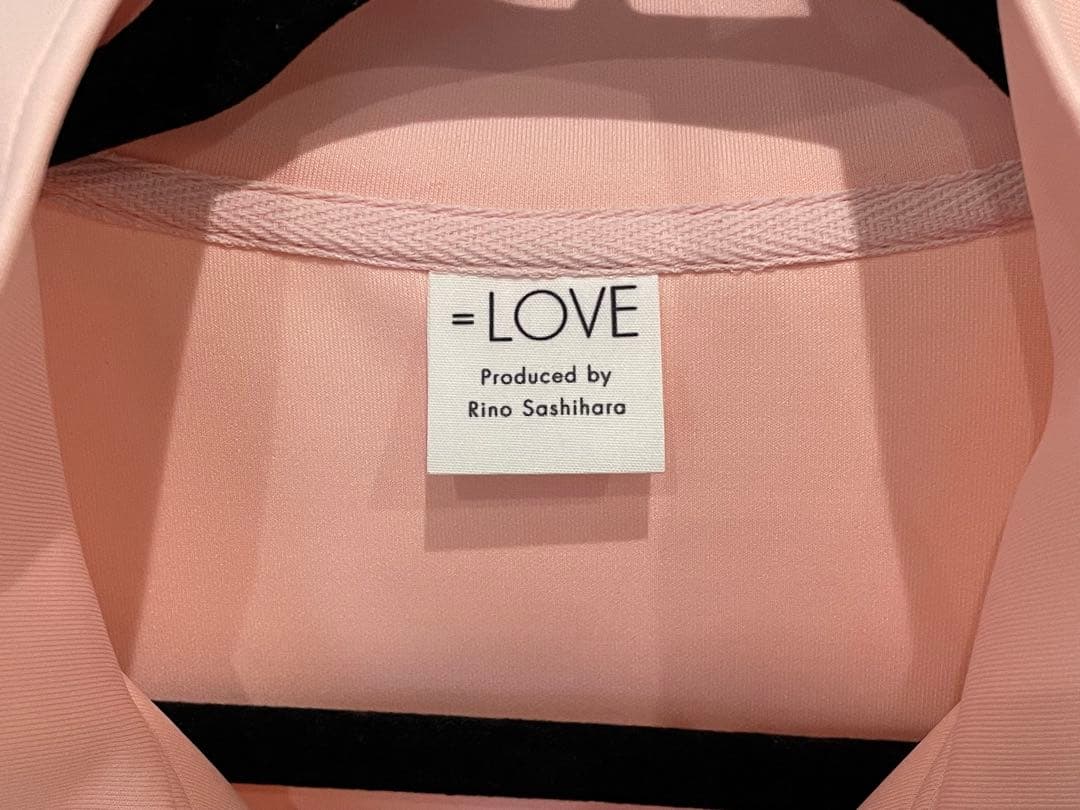 =LOVE
Produced by
Rino Sashihara